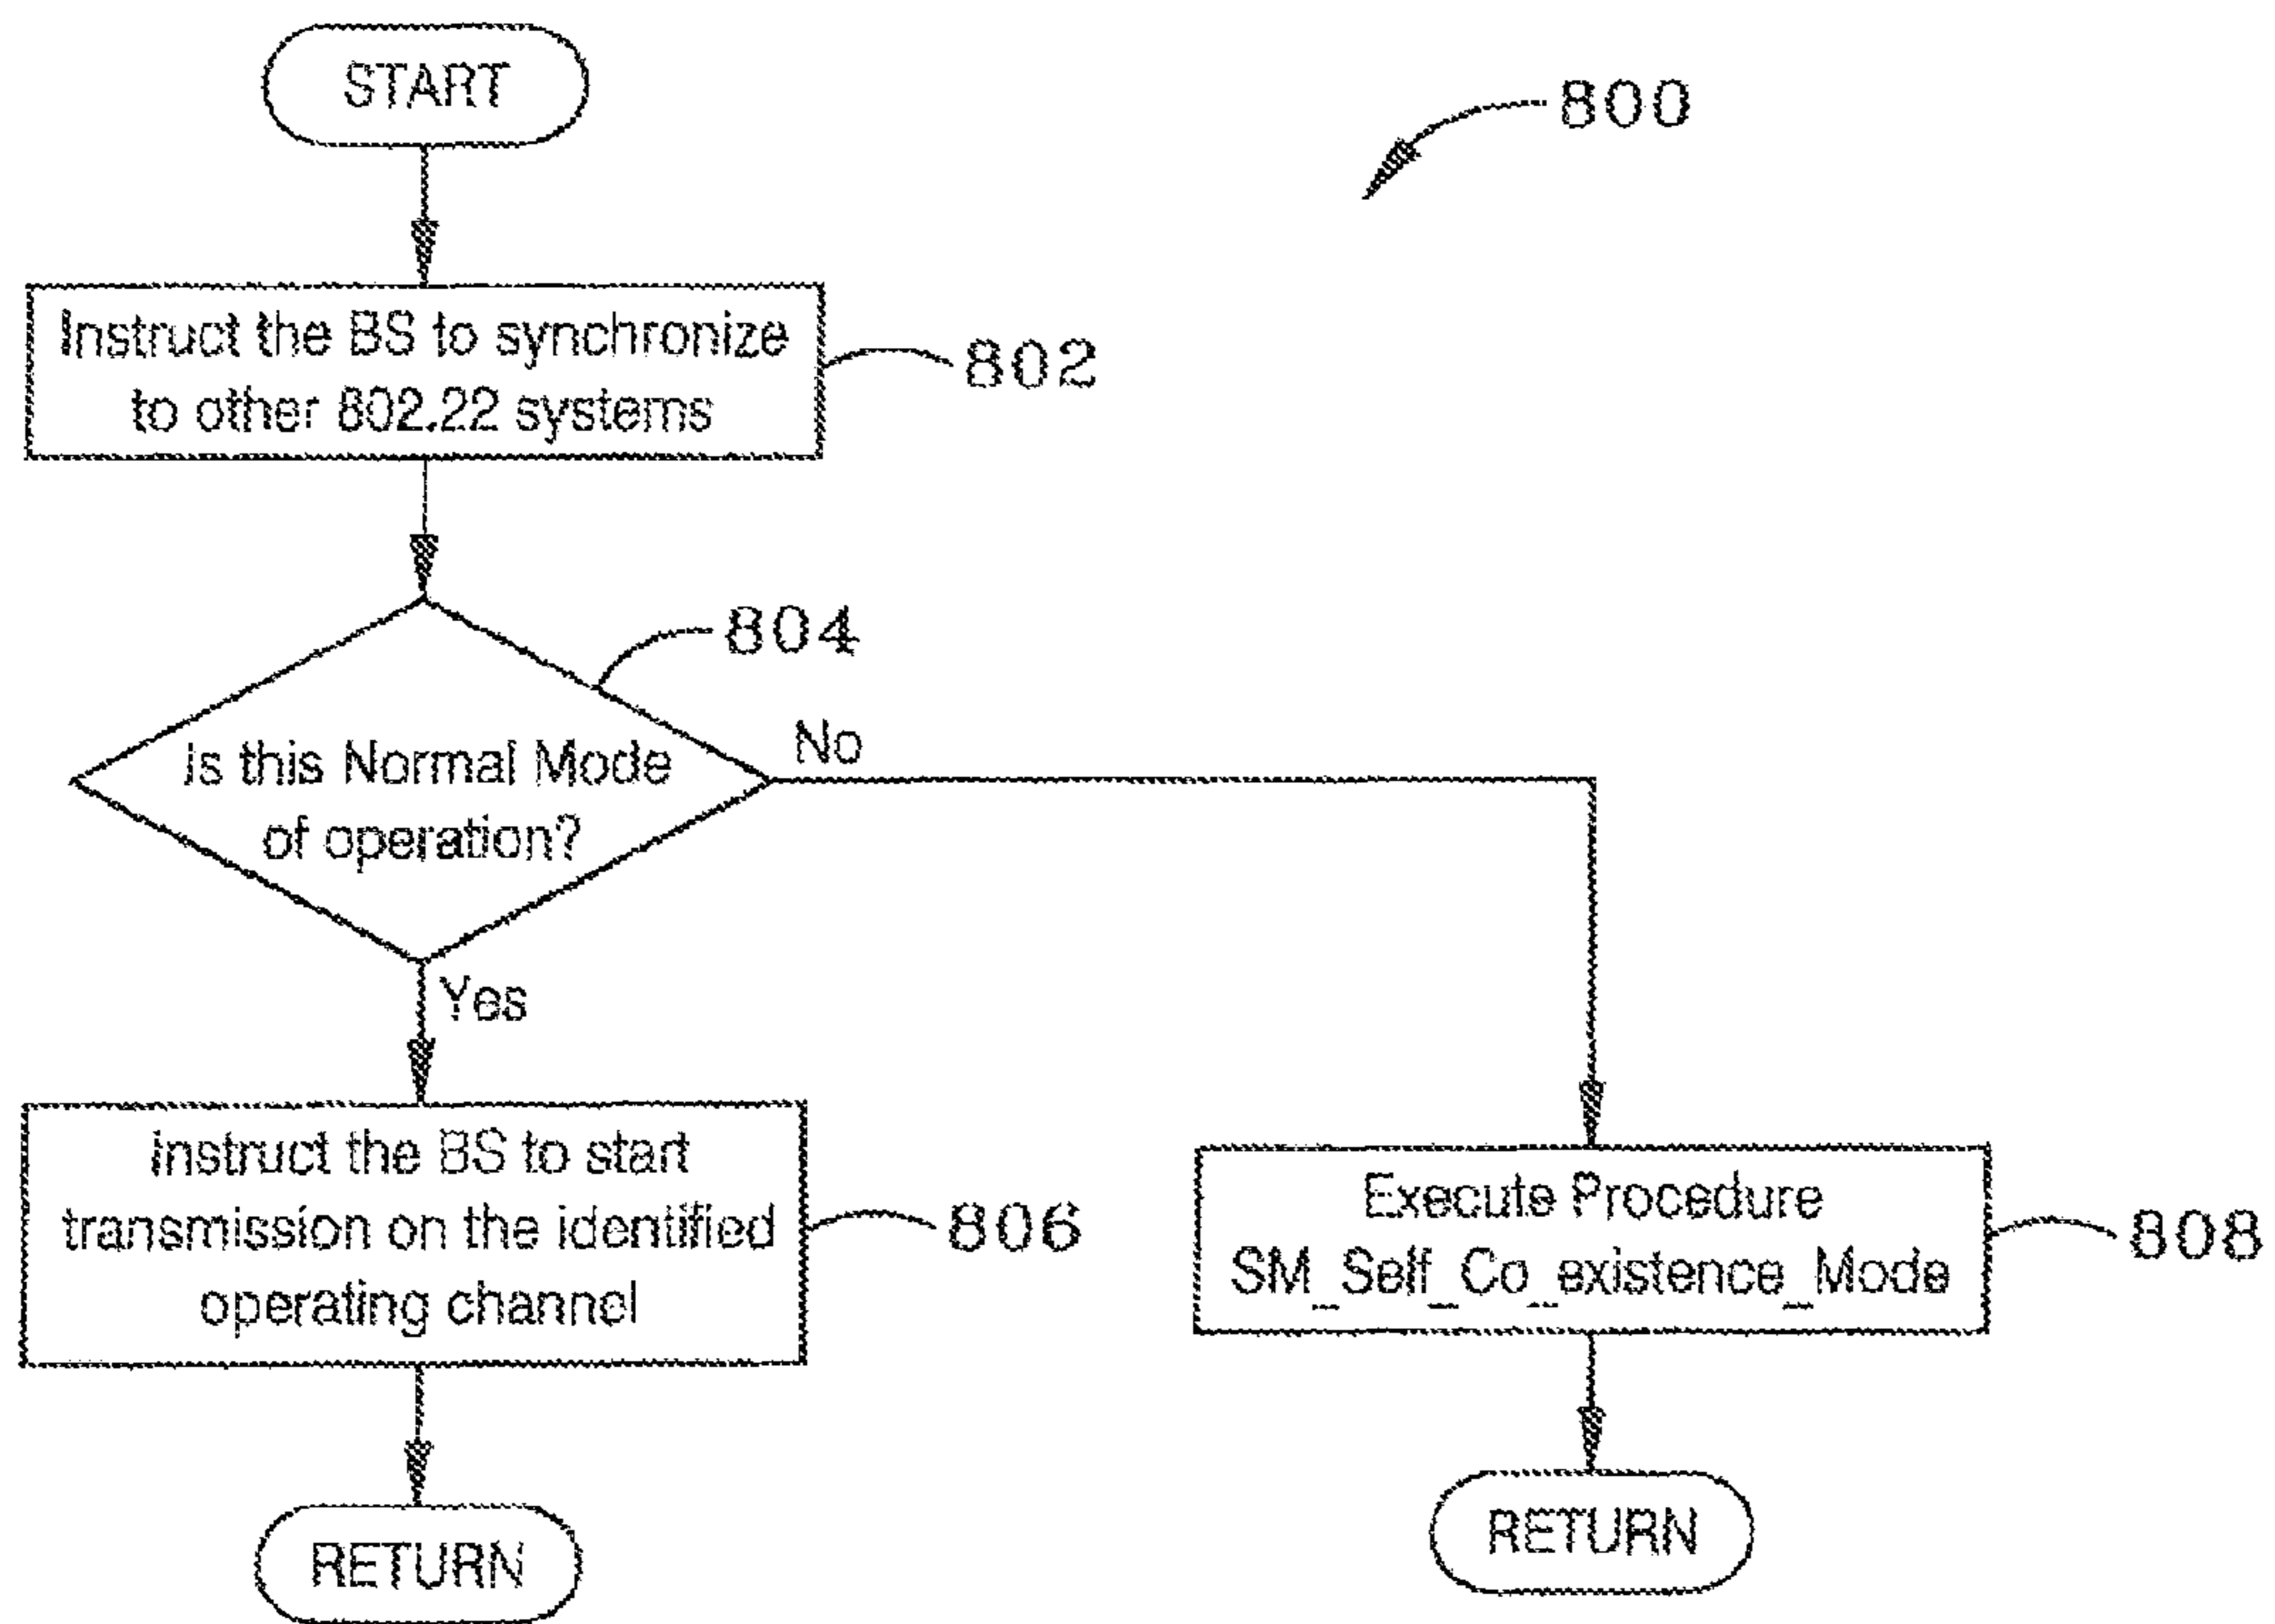 START
800
Instruct the BS to synchronize
to other 802.22 systems
802
804
Is this Normal Mode
of operation?
No
Yes
Instruct the BS to start
transmission on the identified
operating channel
806
Execute Procedure
SM_Self_Co_existence_Mode
808
RETURN
RETURN